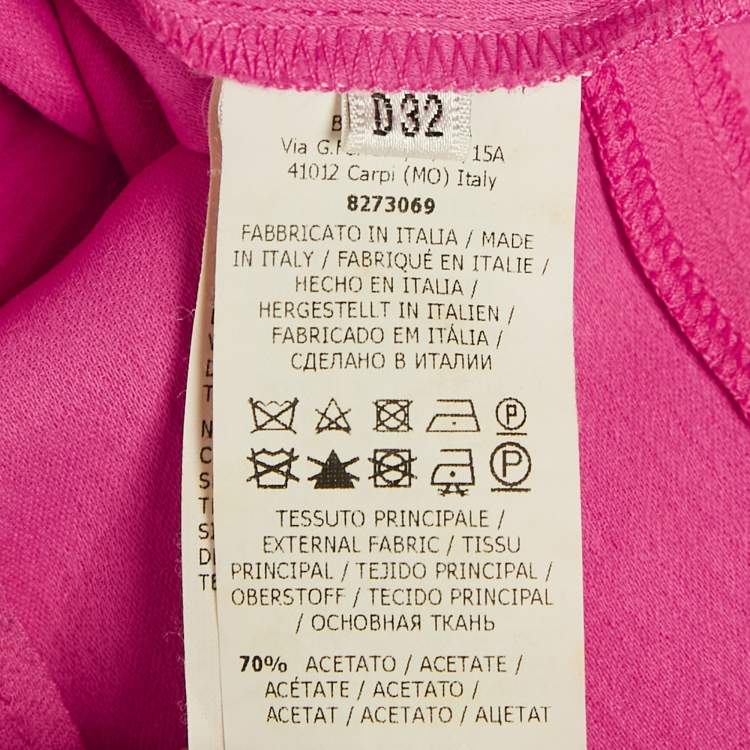 D32
Via G. 15A
41012 Carpi (MO) Italy
8273069
FABBRICATO IN ITALIA / MADE
IN ITALY / FABRIQUÉ EN ITALIE /
HECHO EN ITALIA /
HERGESTELLT IN ITALIEN /
FABRICADO EM ITÁLIA /
СДЕЛАНО В ИТАЛИИ
P
P
TESSUTO PRINCIPALE /
EXTERNAL FABRIC / TISSU
PRINCIPAL / TEJIDO PRINCIPAL /
OBERSTOFF / TECIDO PRINCIPAL
/ ОСНОВНАЯ ТКАНЬ
70% ACETATO / ACETATE /
ACÉTATE / ACETATO /
ACETAT / ACETATO / АЦЕТАТ